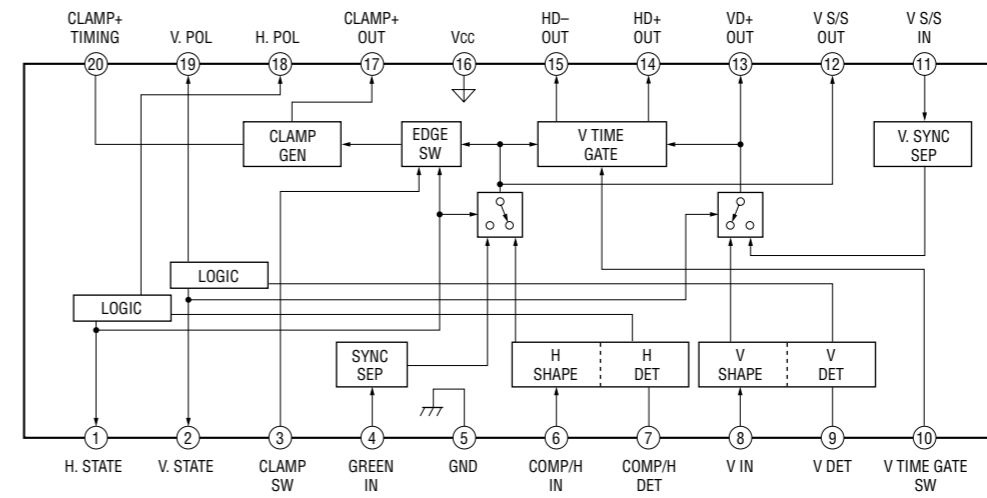 CLAMP+
TIMING
V. POL
H. POL
CLAMP+
OUT
Vcc
HD–
OUT
HD+
OUT
VD+
OUT
V S/S
OUT
V S/S
IN
20
19
18
17
16
15
14
13
12
11
CLAMP
GEN
EDGE
SW
V TIME
GATE
V. SYNC
SEP
LOGIC
LOGIC
SYNC
SEP
H
SHAPE
H
DET
V
SHAPE
V
DET
1
2
3
4
5
6
7
8
9
10
H. STATE
V. STATE
CLAMP
SW
GREEN
IN
GND
COMP/H
IN
COMP/H
DET
V IN
V DET
V TIME GATE
SW